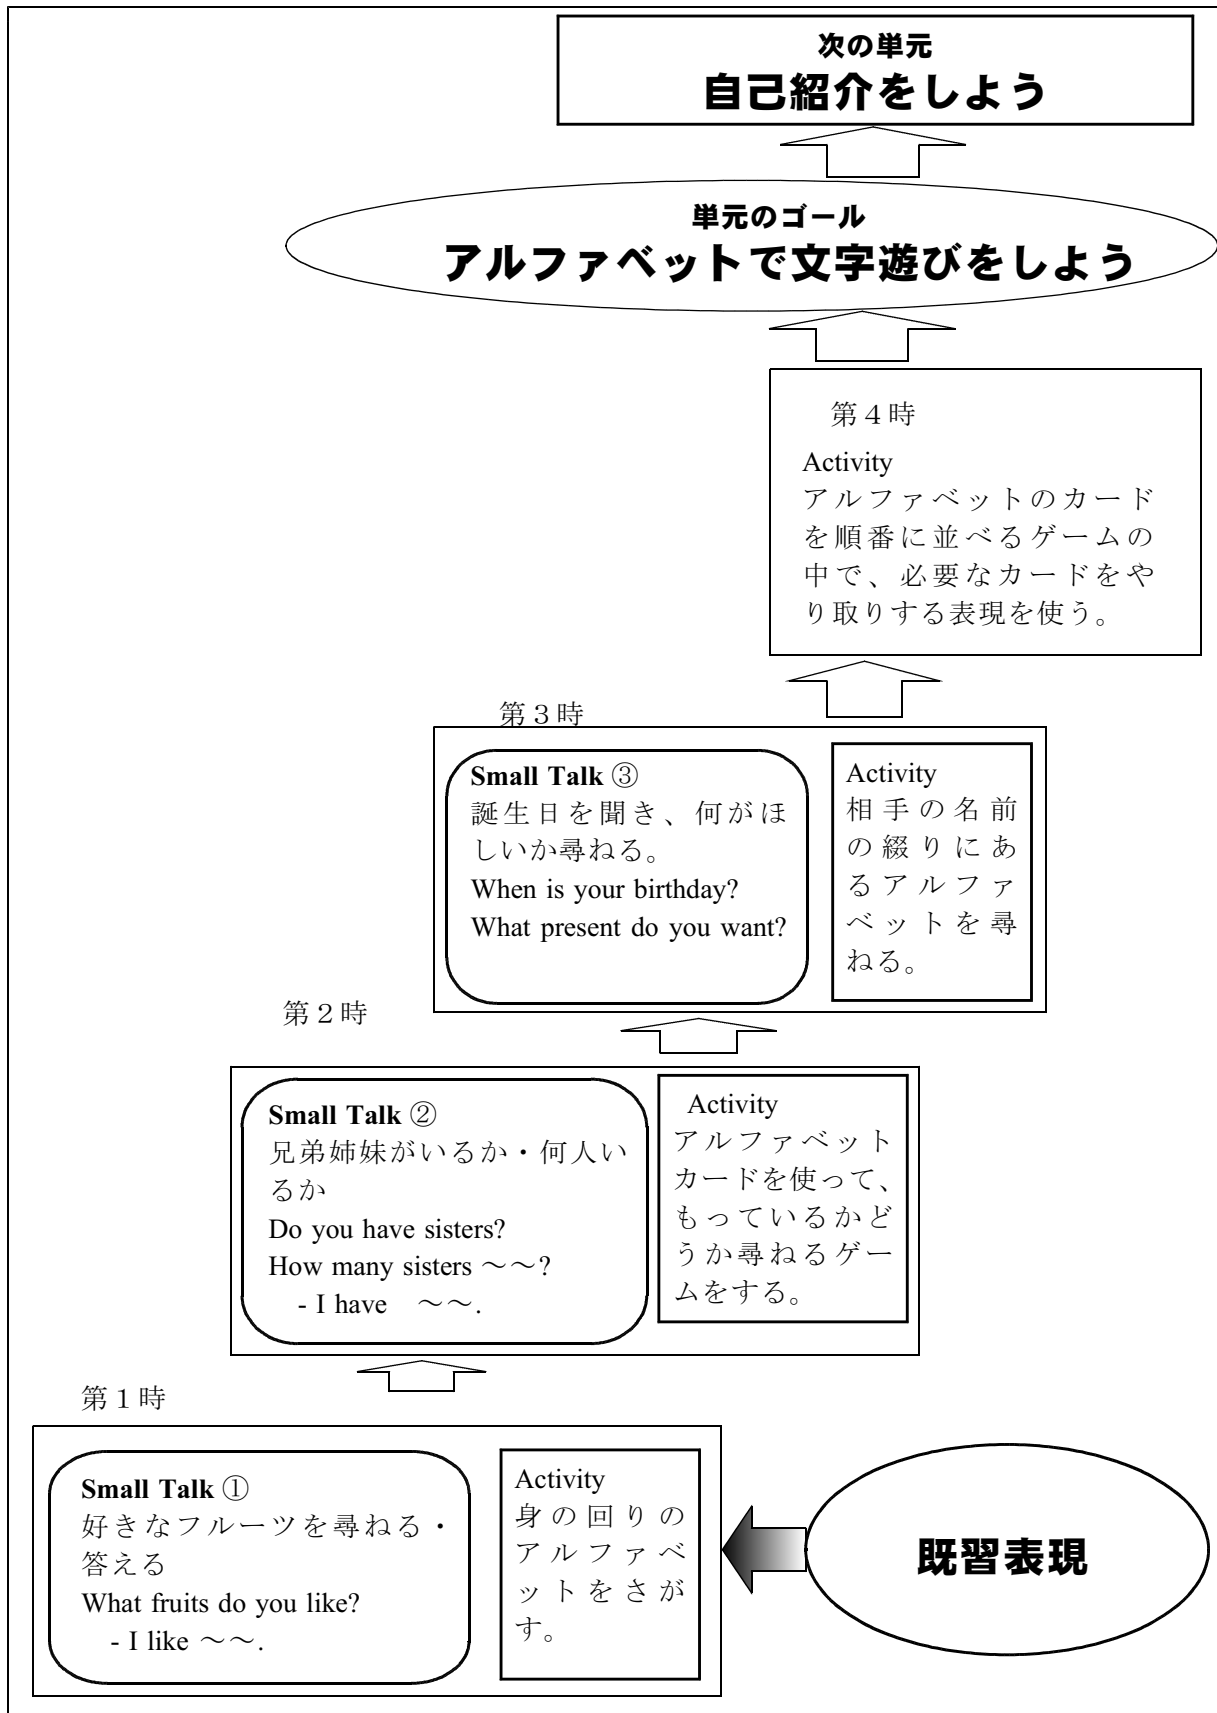 次の単元
自己紹介をしよう
単元のゴール
アルファベットで文字遊びをしよう
第４時
Activity
アルファベットのカード
を順番に並べるゲームの
中で、必要なカードをや
り取りする表現を使う。
第３時
Small Talk ③
誕生日を聞き、何がほ
しいか尋ねる。
When is your birthday?
What present do you want?
Activity
相手の名前
の綴りにあ
るアルファ
ベットを尋
ねる。
第２時
Small Talk ②
兄弟姉妹がいるか・何人い
るか
Do you have sisters?
How many sisters ～～?
- I have　～～.
Activity
アルファベット
カードを使って、
もっているかど
うか尋ねるゲー
ムをする。
第１時
Small Talk ①
好きなフルーツを尋ねる・
答える
What fruits do you like?
- I like ～～.
Activity
身の回りの
アルファベ
ットをさが
す。
既習表現